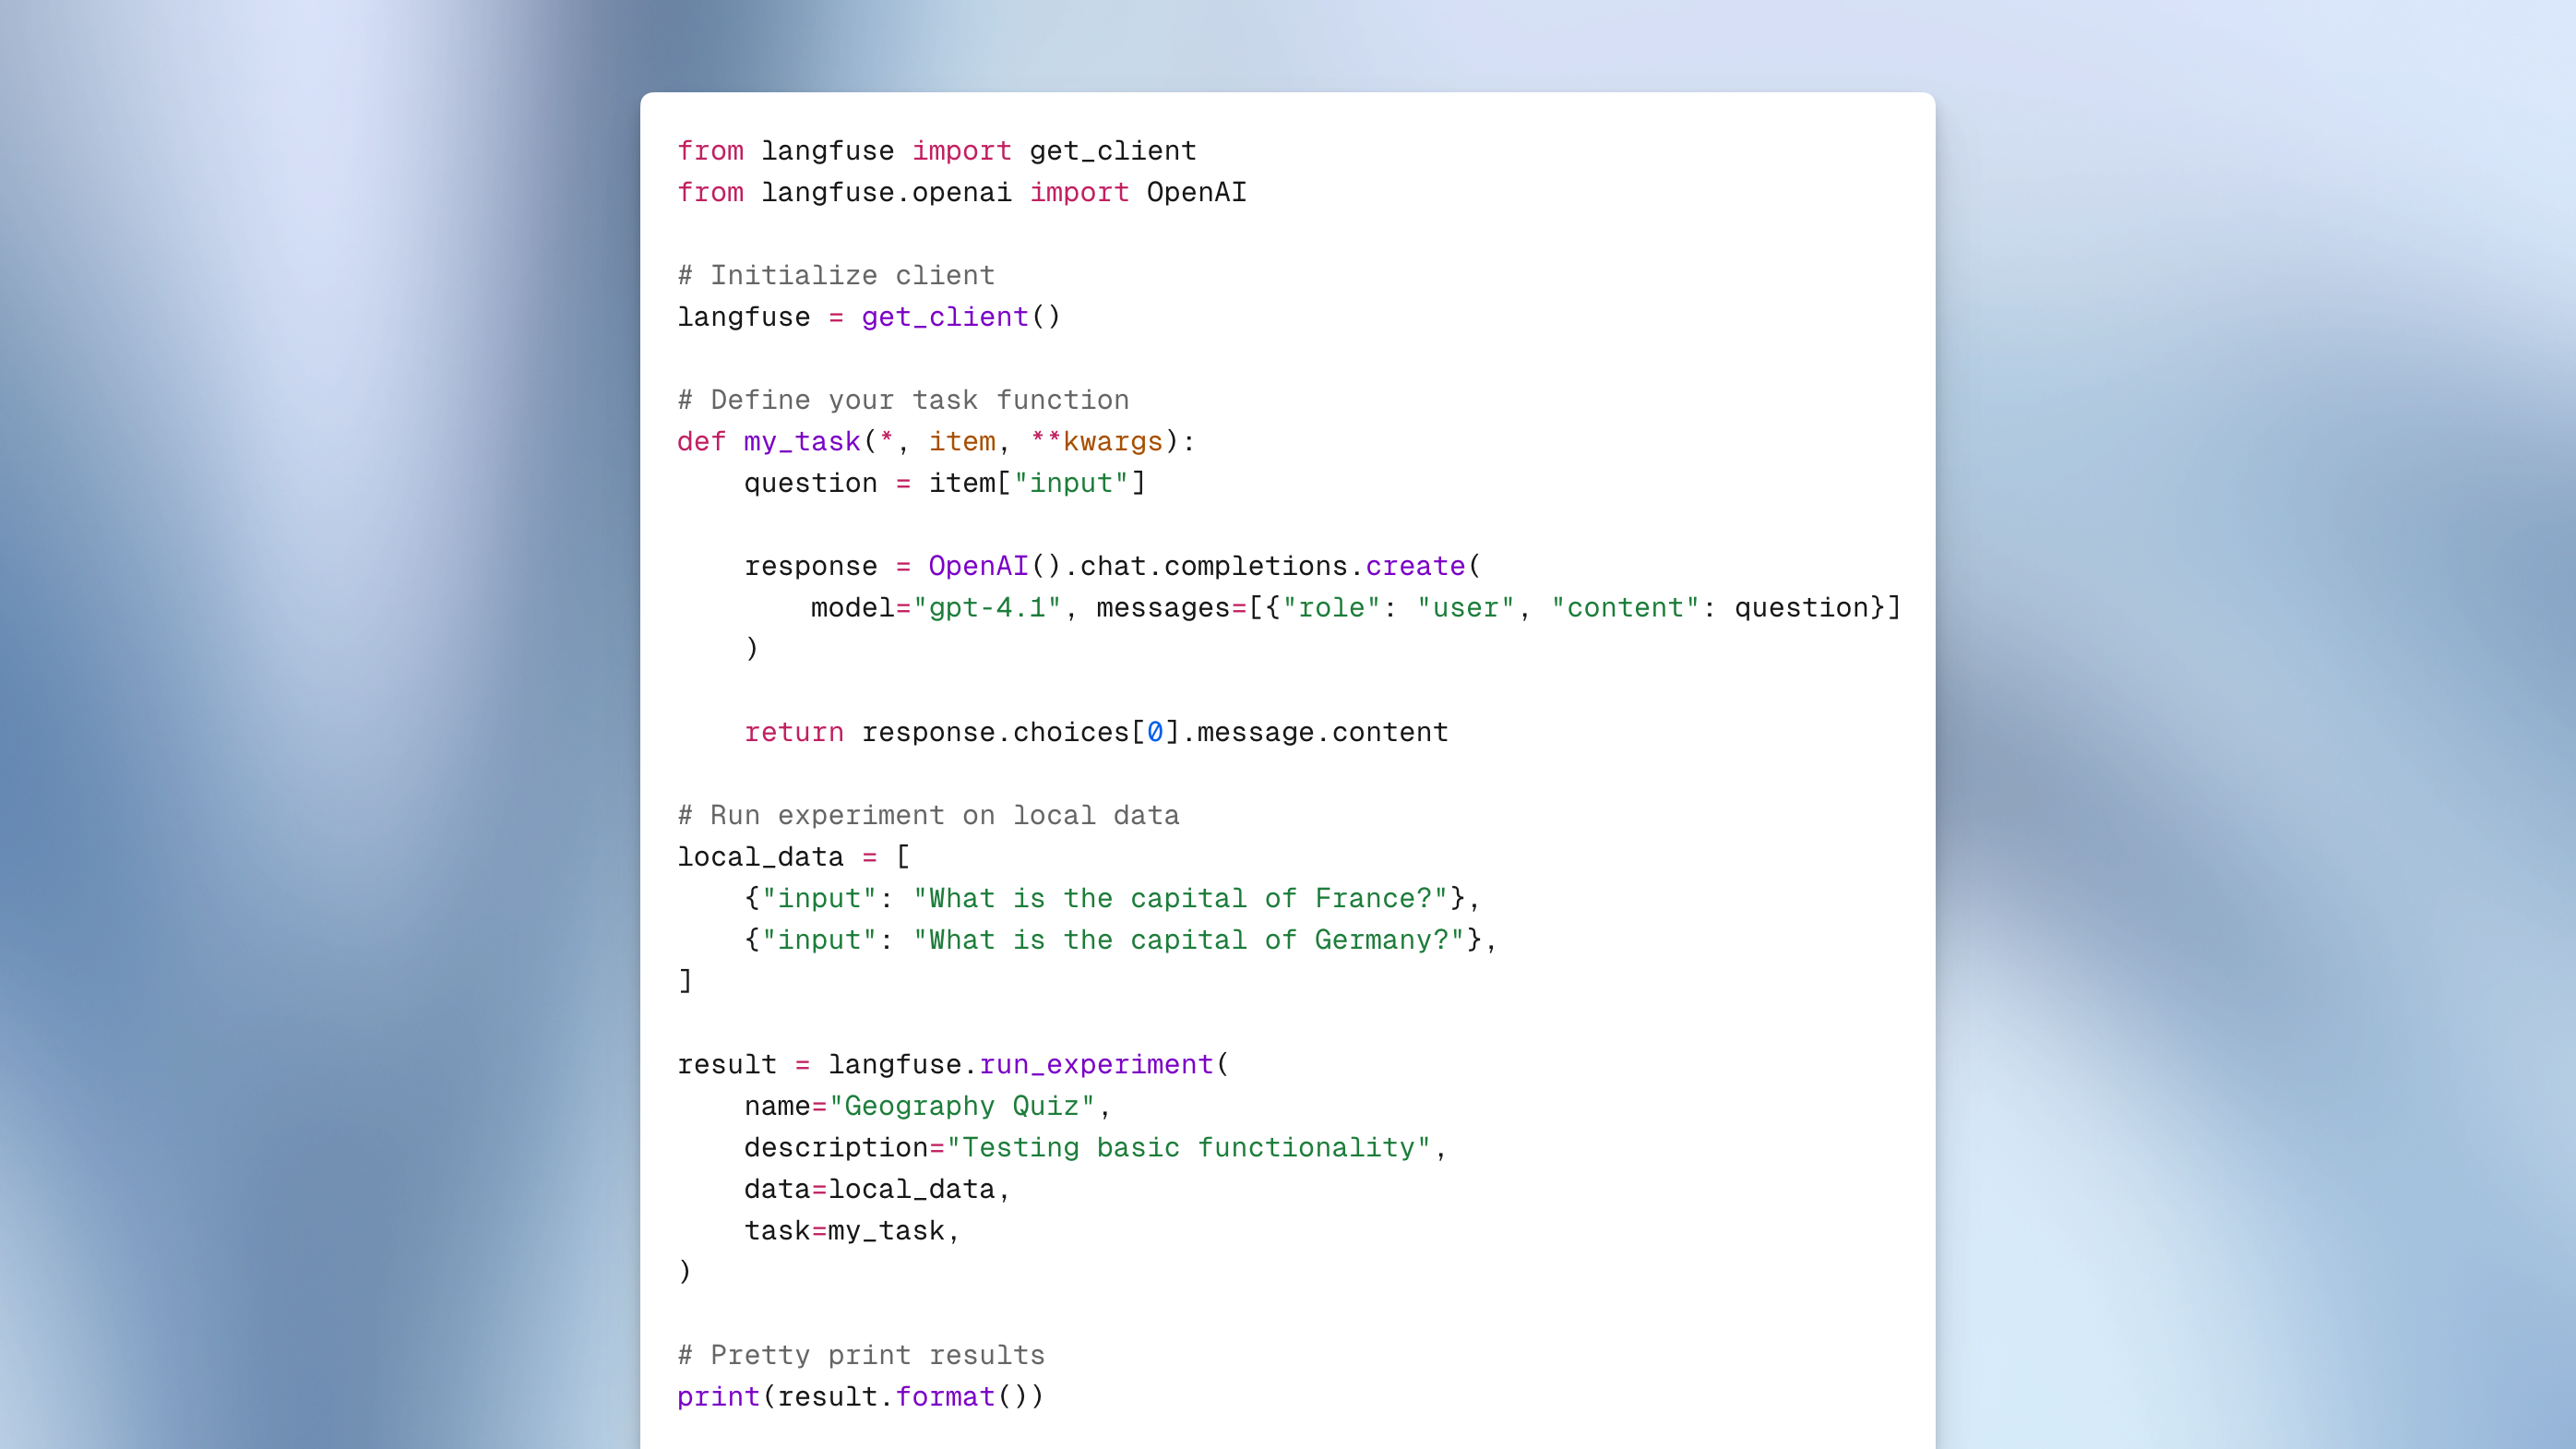 from langfuse import get_client
from langfuse.openai import OpenAI

# Initialize client
langfuse = get_client()

# Define your task function
def my_task(*, item, **kwargs):
    question = item["input"]

    response = OpenAI().chat.completions.create(
        model="gpt-4.1", messages=[{"role": "user", "content": question}]
    )

    return response.choices[0].message.content

# Run experiment on local data
local_data = [
    {"input": "What is the capital of France?"},
    {"input": "What is the capital of Germany?"},
]

result = langfuse.run_experiment(
    name="Geography Quiz",
    description="Testing basic functionality",
    data=local_data,
    task=my_task,
)

# Pretty print results
print(result.format())